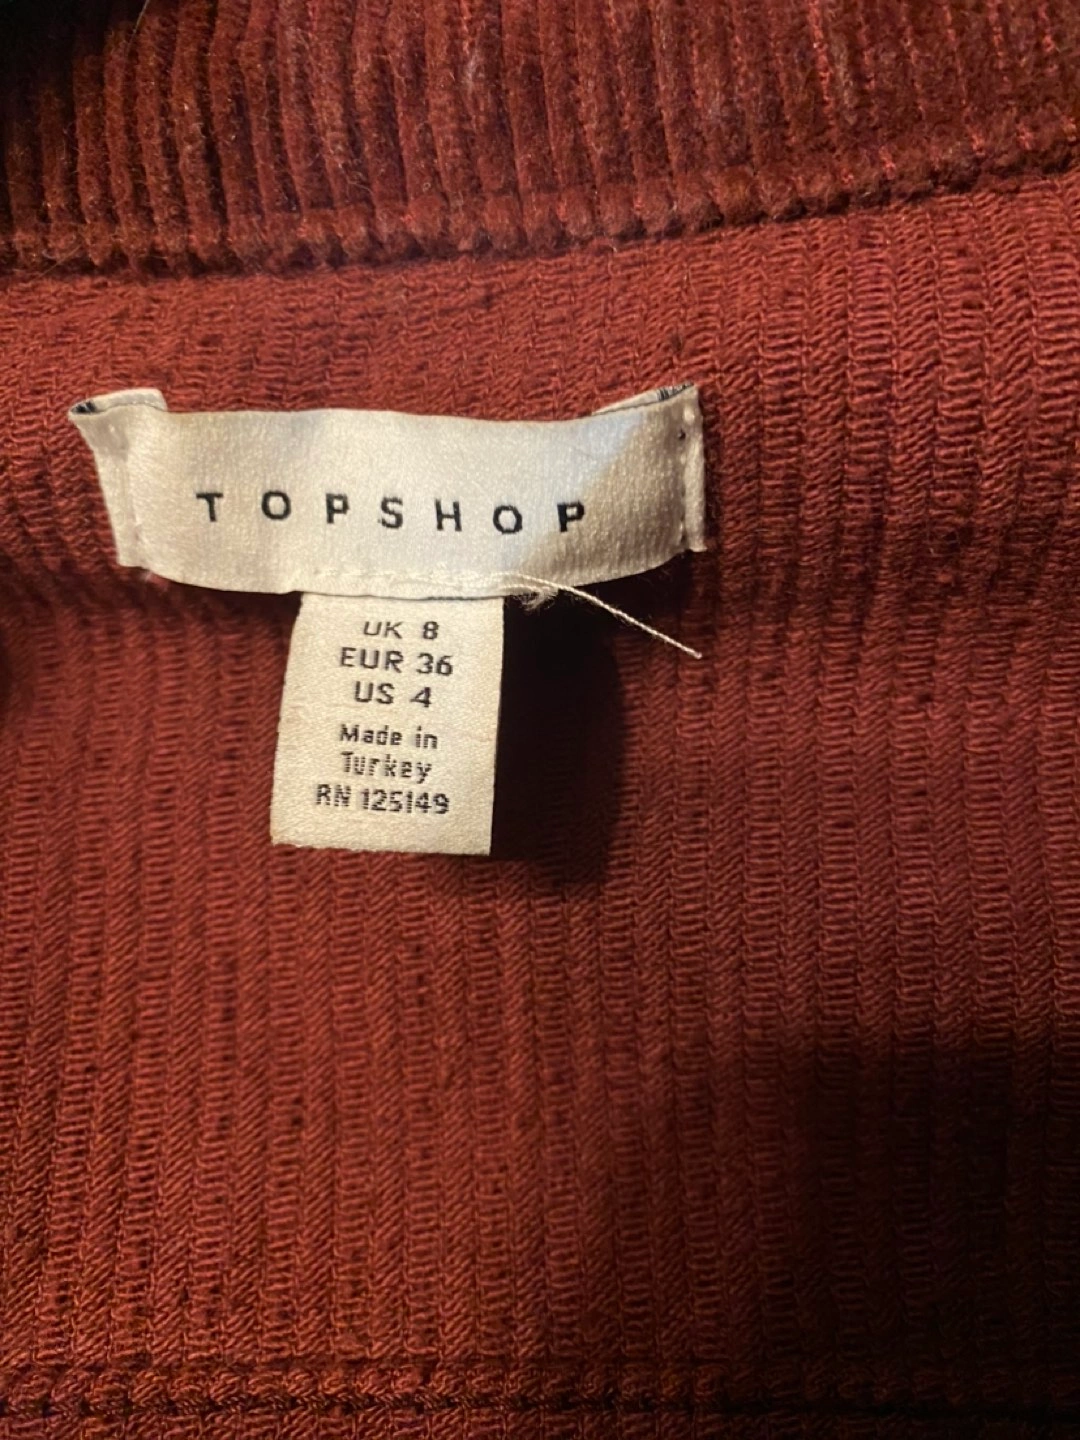 TOPSHOP
UK 8
EUR 36
US 4
Made in
Turkey
RN 125149